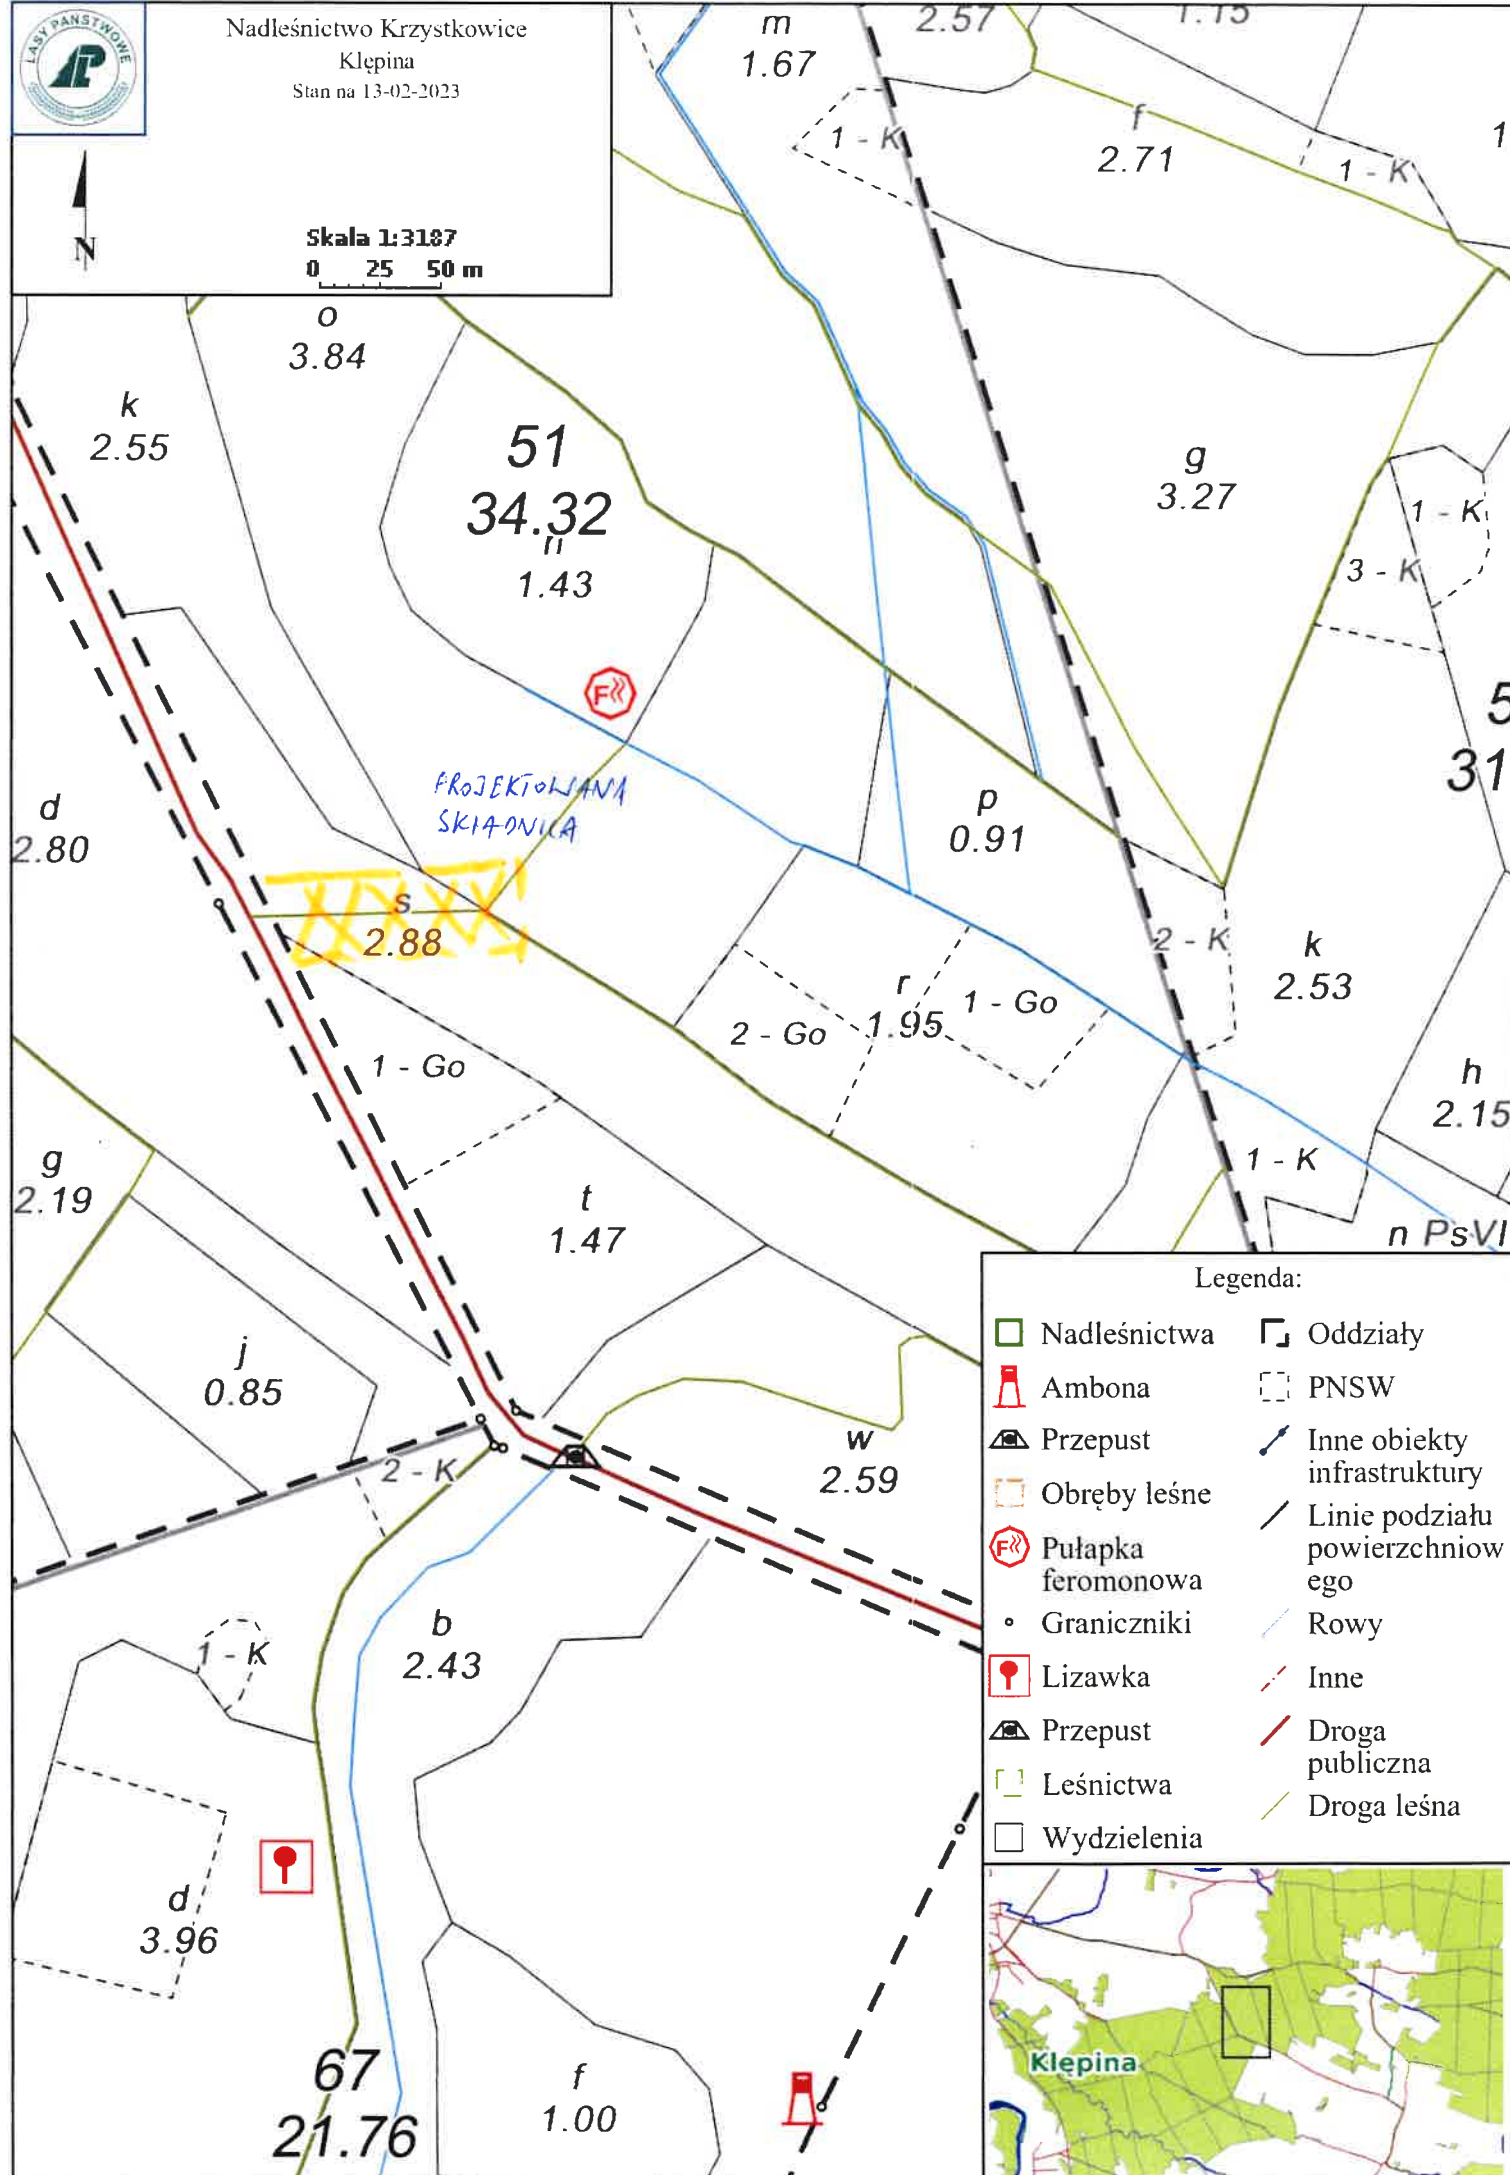 LASY PAŃSTWOWE
Nadleśnictwo Krzystkowice
Klępina
Stan na 13-02-2023
N
Skala 1:3187
0 25 50 m
m
1.67
2.57
1.15
1 - K
f
2.71
1 - K
1
o
3.84
k
2.55
51
34.32
n
1.43
g
3.27
1 - K
3 - K
F
5
31
PROJEKTOWANA
SKŁADNICA
d
2.80
p
0.91
s
2.88
2 - K
k
2.53
r
1.95
1 - Go
2 - Go
1 - Go
h
2.15
g
2.19
1 - K
t
1.47
n PsVI
j
0.85
w
2.59
2 - K
b
2.43
1 - K
d
3.96
67
21.76
f
1.00
Legenda:
Nadleśnictwa
Ambona
Przepust
Obręby leśne
F
Pułapka
feromonowa
Graniczniki
Lizawka
Przepust
Leśnictwa
Wydzielenia
Oddziały
PNSW
Inne obiekty
infrastruktury
Linie podziału
powierzchniow
ego
Rowy
Inne
Droga
publiczna
Droga leśna
Klępina